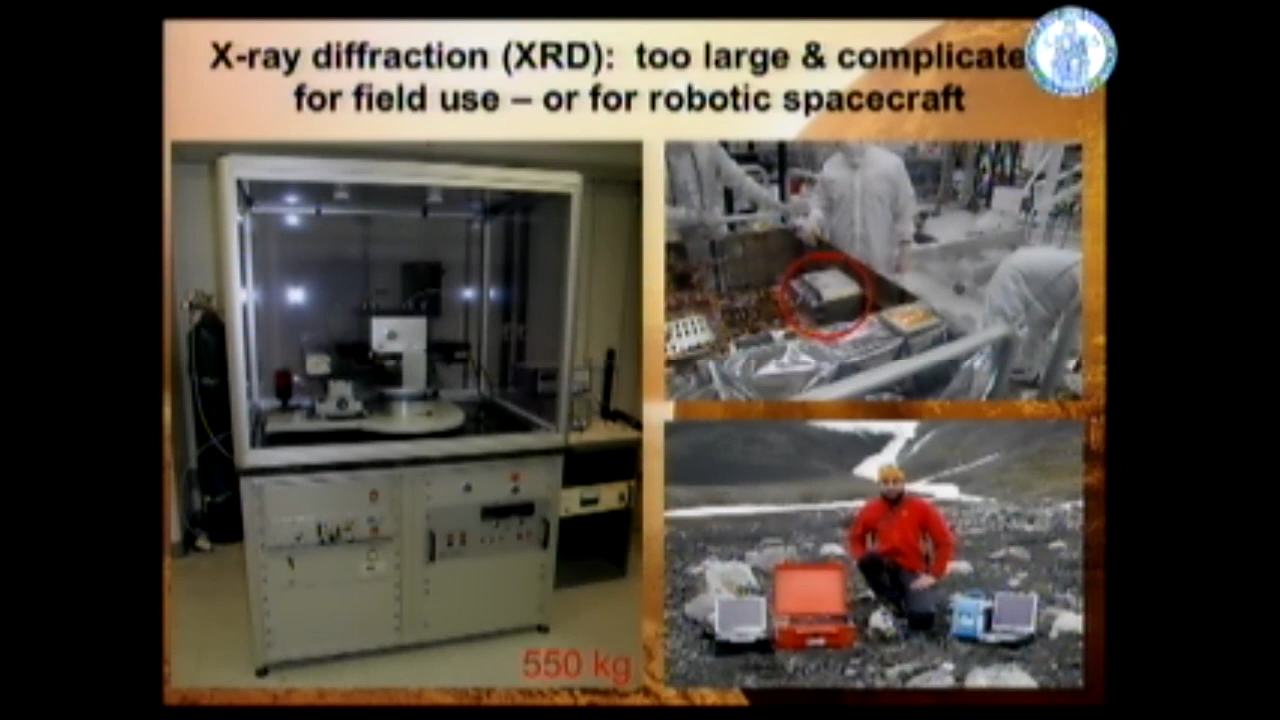 X-ray diffraction (XRD): too large & complicate
for field use – or for robotic spacecraft
550 kg